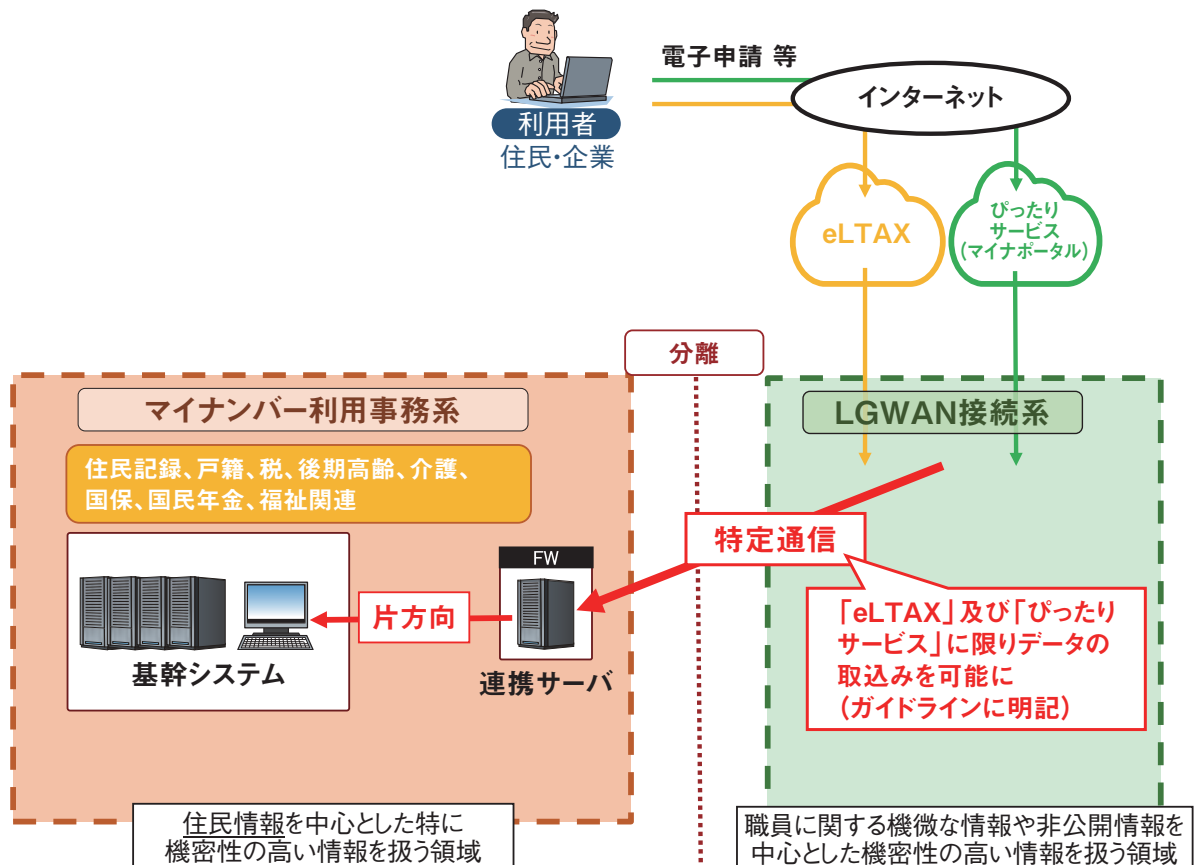 電子申請 等
インターネット
利用者
住民・企業
eLTAX
ぴったり
サービス
(マイナポータル)
分離
マイナンバー利用事務系
LGWAN接続系
住民記録、戸籍、税、後期高齢、介護、
国保、国民年金、福祉関連
特定通信
FW
片方向
基幹システム
連携サーバ
「eLTAX」及び「ぴったり
サービス」に限りデータの
取込みを可能に
(ガイドラインに明記)
住民情報を中心とした特に
機密性の高い情報を扱う領域
職員に関する機微な情報や非公開情報を
中心とした機密性の高い情報を扱う領域